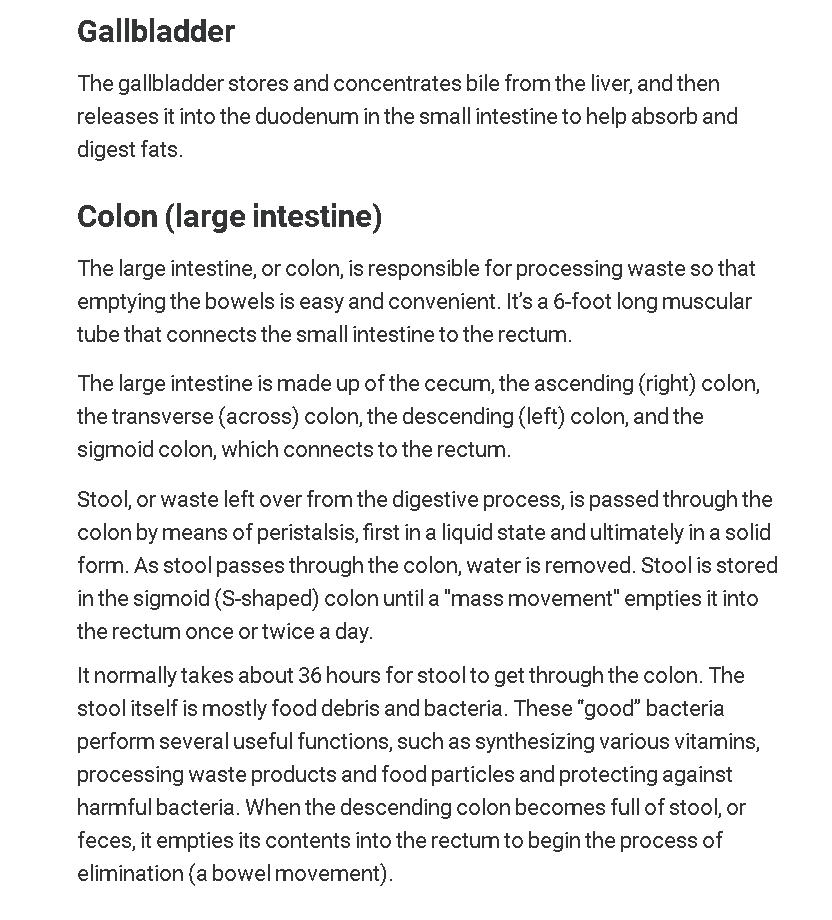 Gallbladder
The gallbladder stores and concentrates bile from the liver, and then
releases it into the duodenum in the small intestine to help absorb and
digest fats.
Colon (large intestine)
The large intestine, or colon, is responsible for processing waste so that
emptying the bowels is easy and convenient. It’s a 6-foot long muscular
tube that connects the small intestine to the rectum.
The large intestine is made up of the cecum, the ascending (right) colon,
the transverse (across) colon, the descending (left) colon, and the
sigmoid colon, which connects to the rectum.
Stool, or waste left over from the digestive process, is passed through the
colon by means of peristalsis, first in a liquid state and ultimately in a solid
form. As stool passes through the colon, water is removed. Stool is stored
in the sigmoid (S-shaped) colon until a "mass movement" empties it into
the rectum once or twice a day.
It normally takes about 36 hours for stool to get through the colon. The
stool itself is mostly food debris and bacteria. These “good” bacteria
perform several useful functions, such as synthesizing various vitamins,
processing waste products and food particles and protecting against
harmful bacteria. When the descending colon becomes full of stool, or
feces, it empties its contents into the rectum to begin the process of
elimination (a bowel movement).